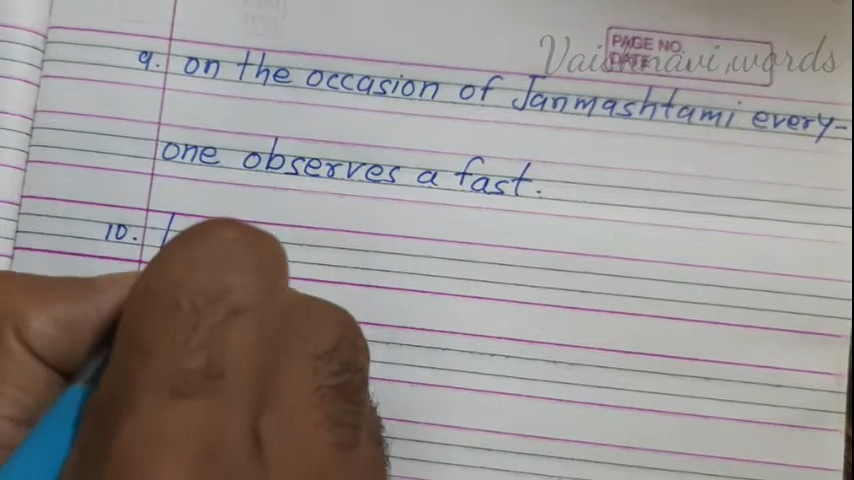 PAGE NO.
DATE
Vaishnavi,words
9. on the occasion of Janmashtami every-
one observes a fast.
10.